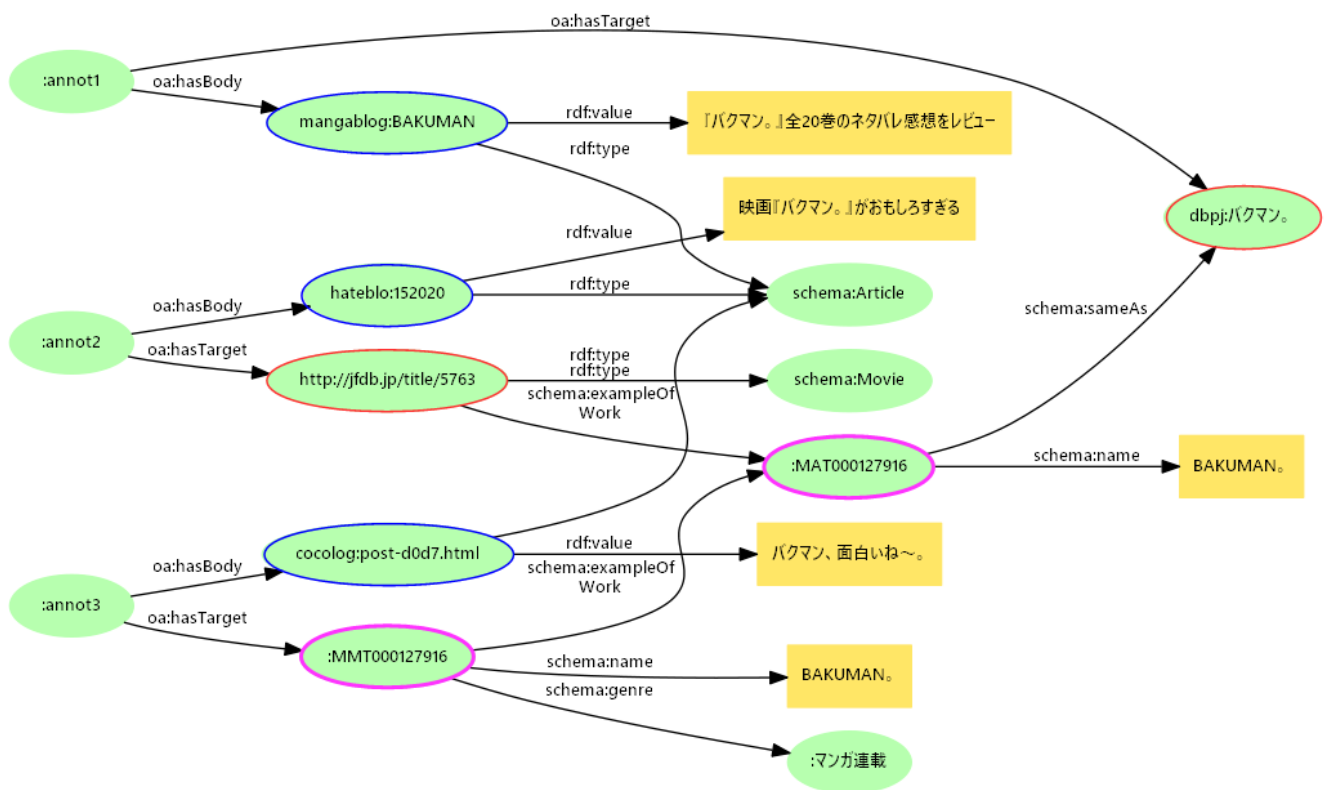 oa:hasTarget
:annot1
oa:hasBody
mangablog:BAKUMAN
rdf:value
『バクマン。』全20巻のネタバレ感想をレビュー
rdf:type
映画『バクマン。』がおもしろすぎる
dbpj:バクマン。
rdf:value
hateblo:152020
rdf:type
schema:Article
oa:hasBody
schema:sameAs
:annot2
oa:hasTarget
http://jfdb.jp/title/5763
rdf:type
rdf:type
schema:Movie
schema:exampleOf
Work
:MAT000127916
schema:name
BAKUMAN。
cocolog:post-d0d7.html
rdf:value
バクマン、面白いね～。
oa:hasBody
schema:exampleOf
Work
:annot3
oa:hasTarget
:MMT000127916
schema:name
BAKUMAN。
schema:genre
:マンガ連載